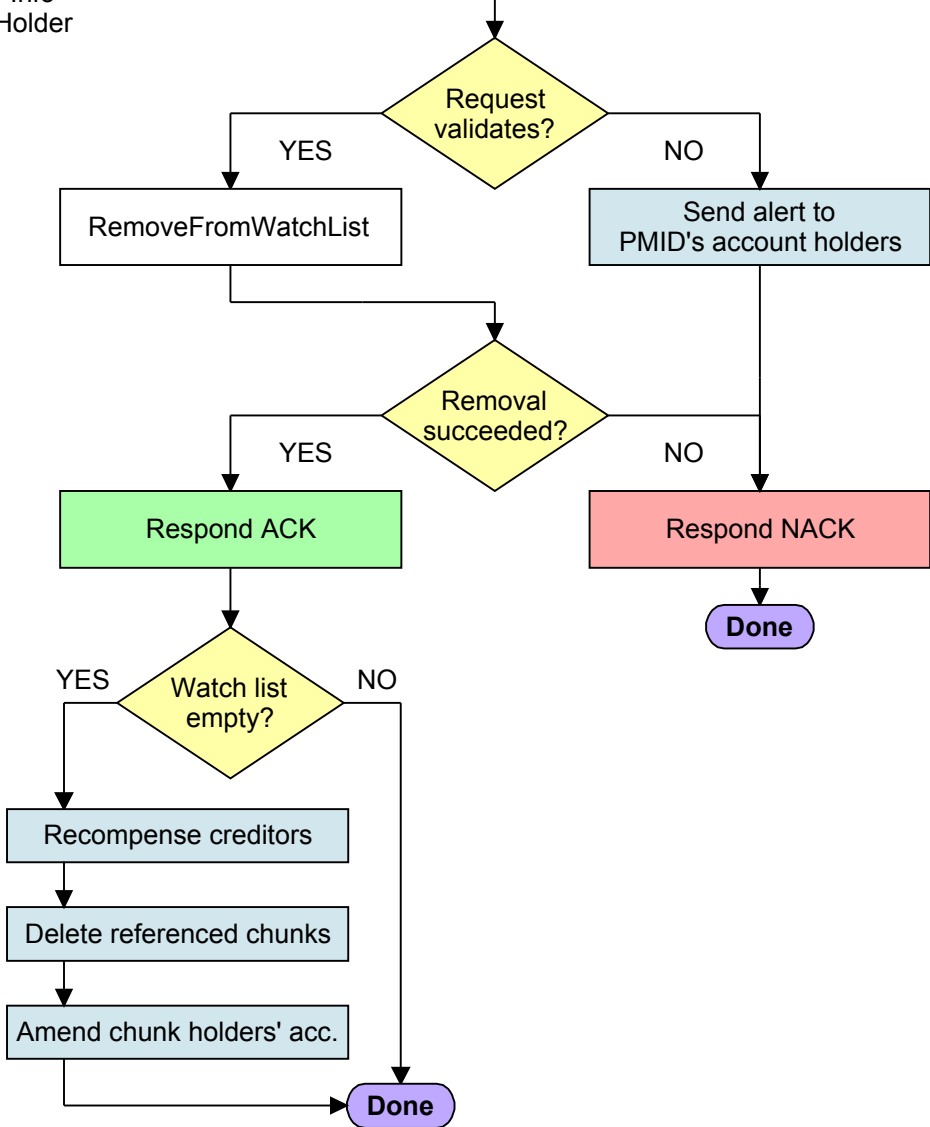 Holder
Request
validates?
YES
NO
RemoveFromWatchList
Send alert to
PMID's account holders
Removal
succeeded?
YES
NO
Respond ACK
Respond NACK
Done
YES
Watch list
empty?
NO
Recompense creditors
Delete referenced chunks
Amend chunk holders' acc.
Done